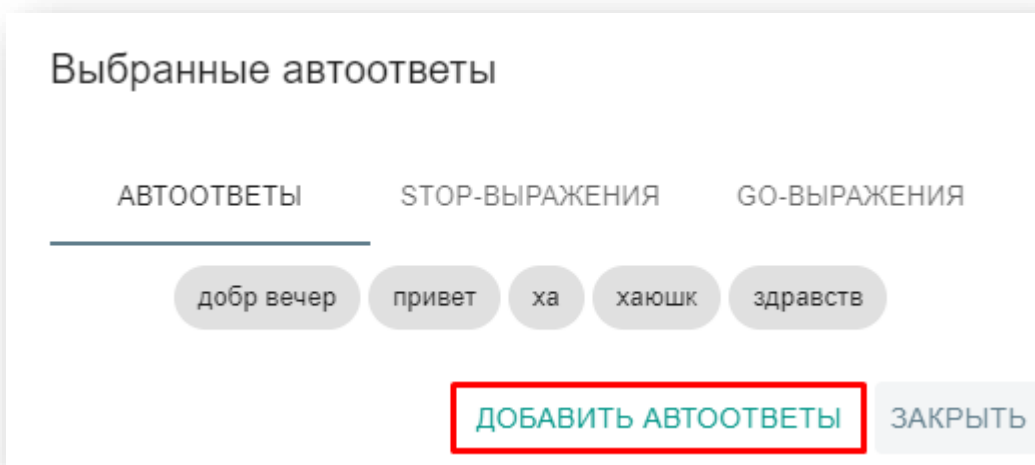 Выбранные автоответы
АВТООТВЕТЫ STOP-ВЫРАЖЕНИЯ GO-ВЫРАЖЕНИЯ
добр вечер привет ха хаюшк здравств
ДОБАВИТЬ АВТООТВЕТЫ ЗАКРЫТЬ